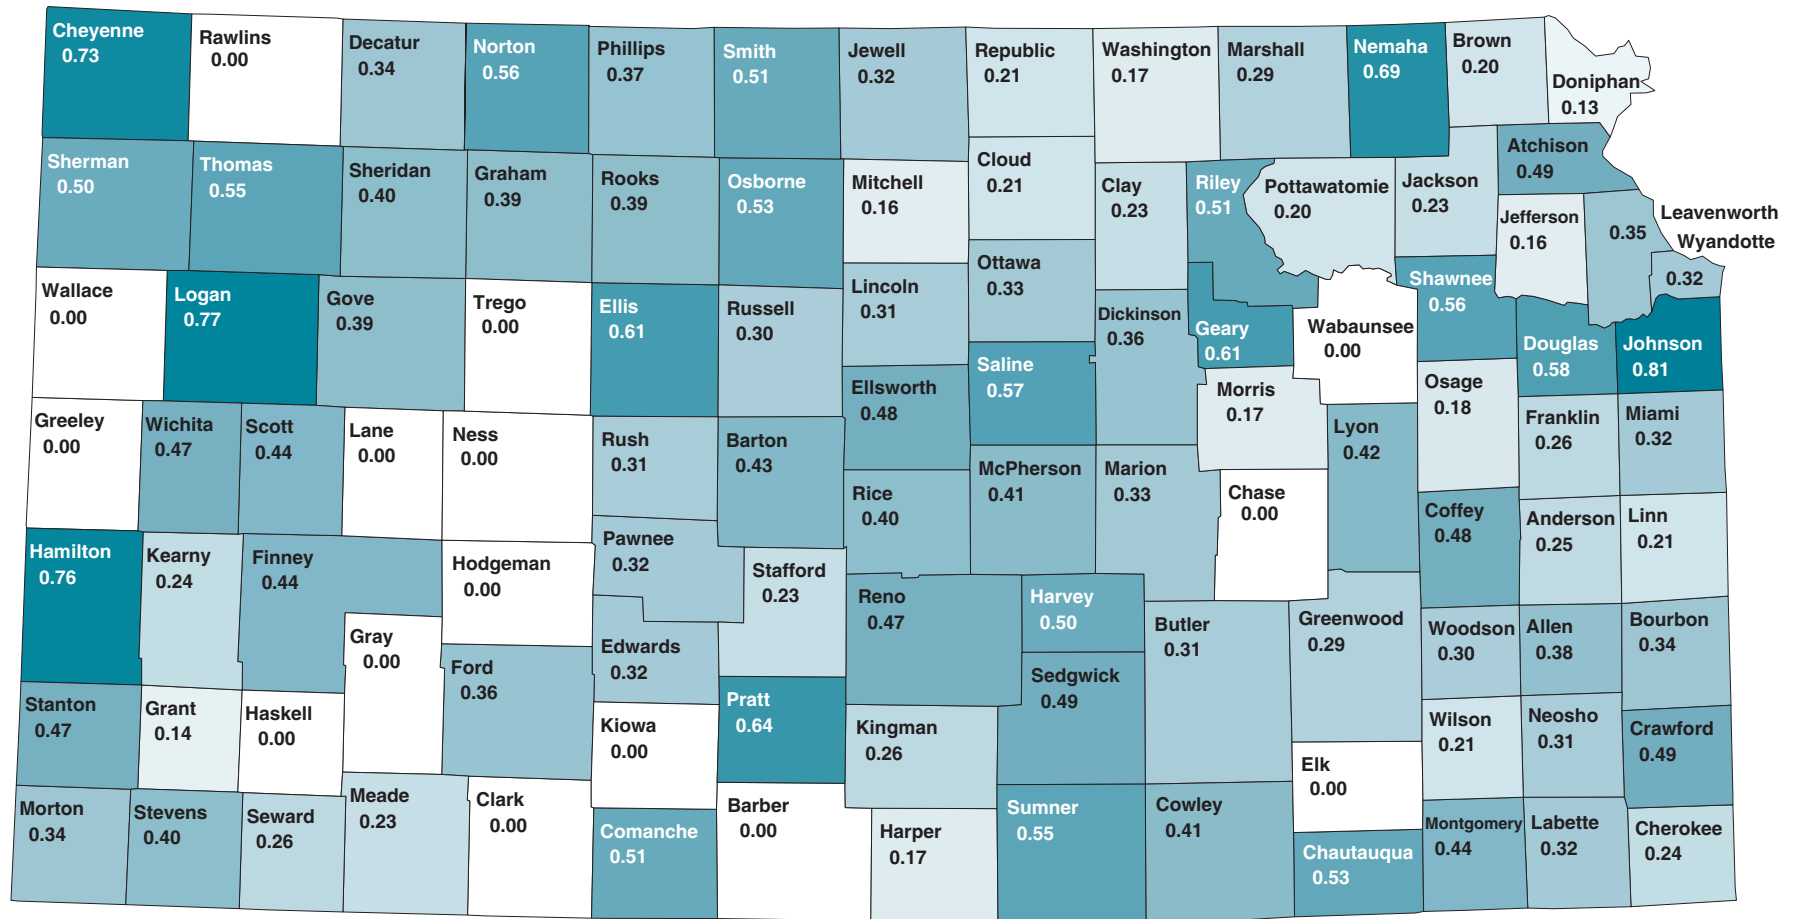 Cheyenne
0.73
Rawlins
0.00
Decatur
0.34
Norton
0.56
Phillips
0.37
Smith
0.51
Jewell
0.32
Republic
0.21
Washington
0.17
Marshall
0.29
Nemaha
0.69
Brown
0.20
Doniphan
0.13
Sherman
0.50
Thomas
0.55
Sheridan
0.40
Graham
0.39
Rooks
0.39
Osborne
0.53
Mitchell
0.16
Cloud
0.21
Clay
0.23
Riley
0.51
Pottawatomie
0.20
Jackson
0.23
Atchison
0.49
Jefferson
0.16
Leavenworth
0.35
Wyandotte
0.32
Wallace
0.00
Logan
0.77
Gove
0.39
Trego
0.00
Ellis
0.61
Russell
0.30
Lincoln
0.31
Ottawa
0.33
Dickinson
0.36
Geary
0.61
Wabaunsee
0.00
Shawnee
0.56
Douglas
0.58
Johnson
0.81
Greeley
0.00
Wichita
0.47
Scott
0.44
Lane
0.00
Ness
0.00
Rush
0.31
Barton
0.43
Ellsworth
0.48
Saline
0.57
Morris
0.17
Lyon
0.42
Osage
0.18
Franklin
0.26
Miami
0.32
Rice
0.40
McPherson
0.41
Marion
0.33
Chase
0.00
Coffey
0.48
Anderson
0.25
Linn
0.21
Hamilton
0.76
Kearny
0.24
Finney
0.44
Hodgeman
0.00
Pawnee
0.32
Stafford
0.23
Reno
0.47
Harvey
0.50
Butler
0.31
Greenwood
0.29
Woodson
0.30
Allen
0.38
Bourbon
0.34
Gray
0.00
Ford
0.36
Edwards
0.32
Sedgwick
0.49
Stanton
0.47
Grant
0.14
Haskell
0.00
Kiowa
0.00
Pratt
0.64
Kingman
0.26
Wilson
0.21
Neosho
0.31
Crawford
0.49
Elk
0.00
Morton
0.34
Stevens
0.40
Seward
0.26
Meade
0.23
Clark
0.00
Comanche
0.51
Barber
0.00
Harper
0.17
Sumner
0.55
Cowley
0.41
Chautauqua
0.53
Montgomery
0.44
Labette
0.32
Cherokee
0.24